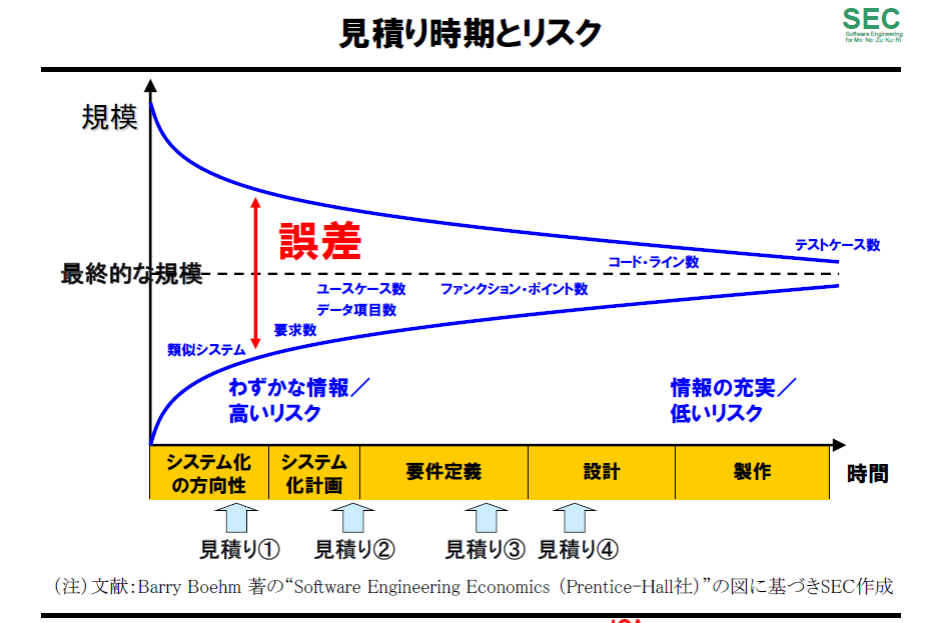 見積り時期とリスク
SEC
Software Engineering
for Mo･No･Zu･Ku･Ri
規模
誤差
テストケース数
コード・ライン数
最終的な規模
ユースケース数
ファンクション・ポイント数
データ項目数
要求数
類似システム
わずかな情報／
高いリスク
情報の充実／
低いリスク
システム化
の方向性
システム
化計画
要件定義
設計
製作
時間
見積り①
見積り②
見積り③
見積り④
（注）文献：Barry Boehm 著の“Software Engineering Economics （Prentice-Hall社）”の図に基づきSEC作成